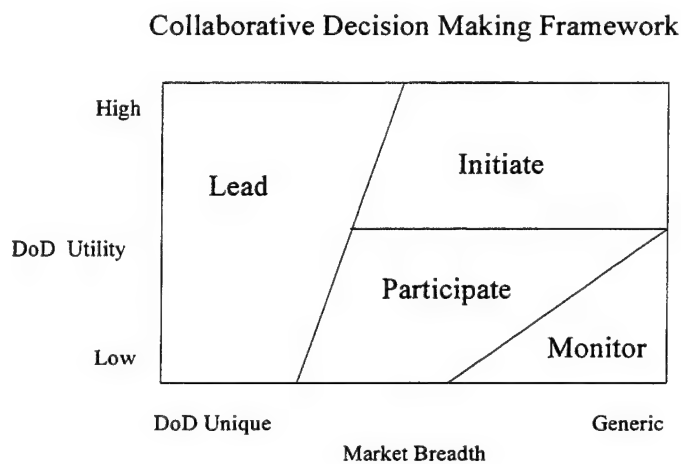 Collaborative Decision Making Framework
High
Initiate
Lead
DoD Utility
Participate
Monitor
Low
DoD Unique
Generic
Market Breadth